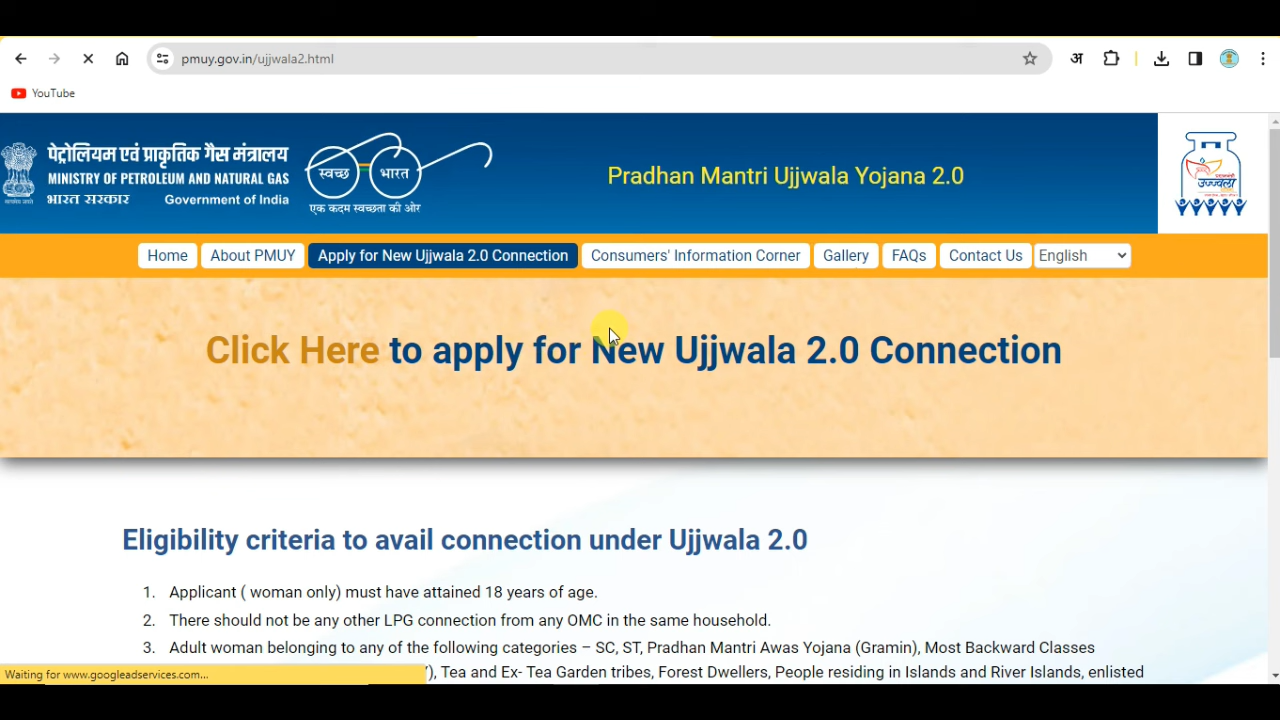 pmuy.gov.in/ujjwala2.html
अ
YouTube
पेट्रोलियम एवं प्राकृतिक गैस मंत्रालय
MINISTRY OF PETROLEUM AND NATURAL GAS
भारत सरकार Government of India
स्वच्छ भारत
एक कदम स्वच्छता की ओर
Pradhan Mantri Ujjwala Yojana 2.0
उज्ज्वला
Home About PMUY Apply for New Ujjwala 2.0 Connection Consumers' Information Corner Gallery FAQs Contact Us English
Click Here to apply for New Ujjwala 2.0 Connection
Eligibility criteria to avail connection under Ujjwala 2.0
1. Applicant ( woman only) must have attained 18 years of age.
2. There should not be any other LPG connection from any OMC in the same household.
3. Adult woman belonging to any of the following categories – SC, ST, Pradhan Mantri Awas Yojana (Gramin), Most Backward Classes
), Tea and Ex- Tea Garden tribes, Forest Dwellers, People residing in Islands and River Islands, enlisted
Waiting for www.googleadservices.com...